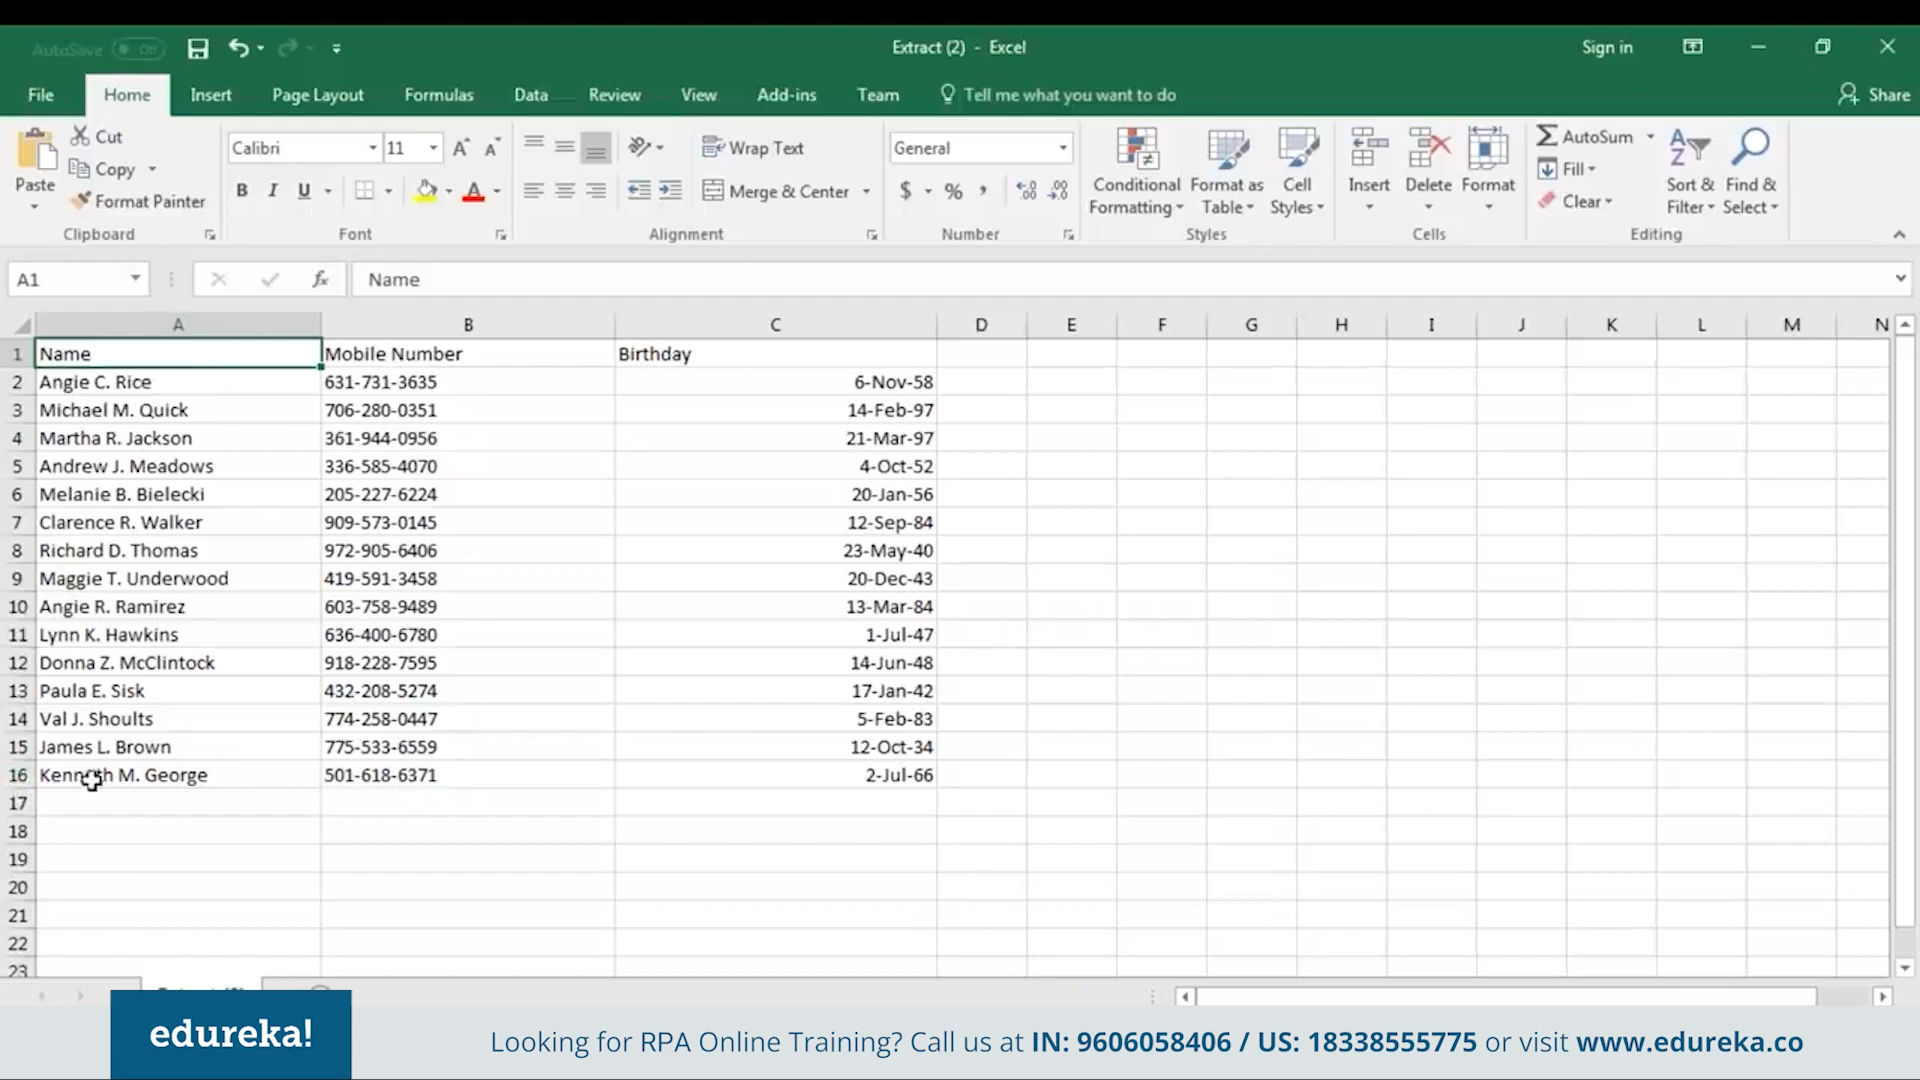 AutoSave Off
Extract (2) - Excel
Sign in
File Home Insert Page Layout Formulas Data Review View Add-ins Team Tell me what you want to do Share
Paste
Cut
Copy
Format Painter
Clipboard
Calibri 11
B I U
Font
Wrap Text
Merge & Center
Alignment
General
$ % ,
Number
Conditional Formatting
Format as Table
Cell Styles
Styles
Insert Delete Format
Cells
AutoSum
Fill
Clear
Sort & Filter
Find & Select
Editing
A1 fx Name
A B C D E F G H I J K L M N
1 Name Mobile Number Birthday
2 Angie C. Rice 631-731-3635 6-Nov-58
3 Michael M. Quick 706-280-0351 14-Feb-97
4 Martha R. Jackson 361-944-0956 21-Mar-97
5 Andrew J. Meadows 336-585-4070 4-Oct-52
6 Melanie B. Bielecki 205-227-6224 20-Jan-56
7 Clarence R. Walker 909-573-0145 12-Sep-84
8 Richard D. Thomas 972-905-6406 23-May-40
9 Maggie T. Underwood 419-591-3458 20-Dec-43
10 Angie R. Ramirez 603-758-9489 13-Mar-84
11 Lynn K. Hawkins 636-400-6780 1-Jul-47
12 Donna Z. McClintock 918-228-7595 14-Jun-48
13 Paula E. Sisk 432-208-5274 17-Jan-42
14 Val J. Shoults 774-258-0447 5-Feb-83
15 James L. Brown 775-533-6559 12-Oct-34
16 Kenneth M. George 501-618-6371 2-Jul-66
17
18
19
20
21
22
23
edureka!
Looking for RPA Online Training? Call us at IN: 9606058406 / US: 18338555775 or visit www.edureka.co